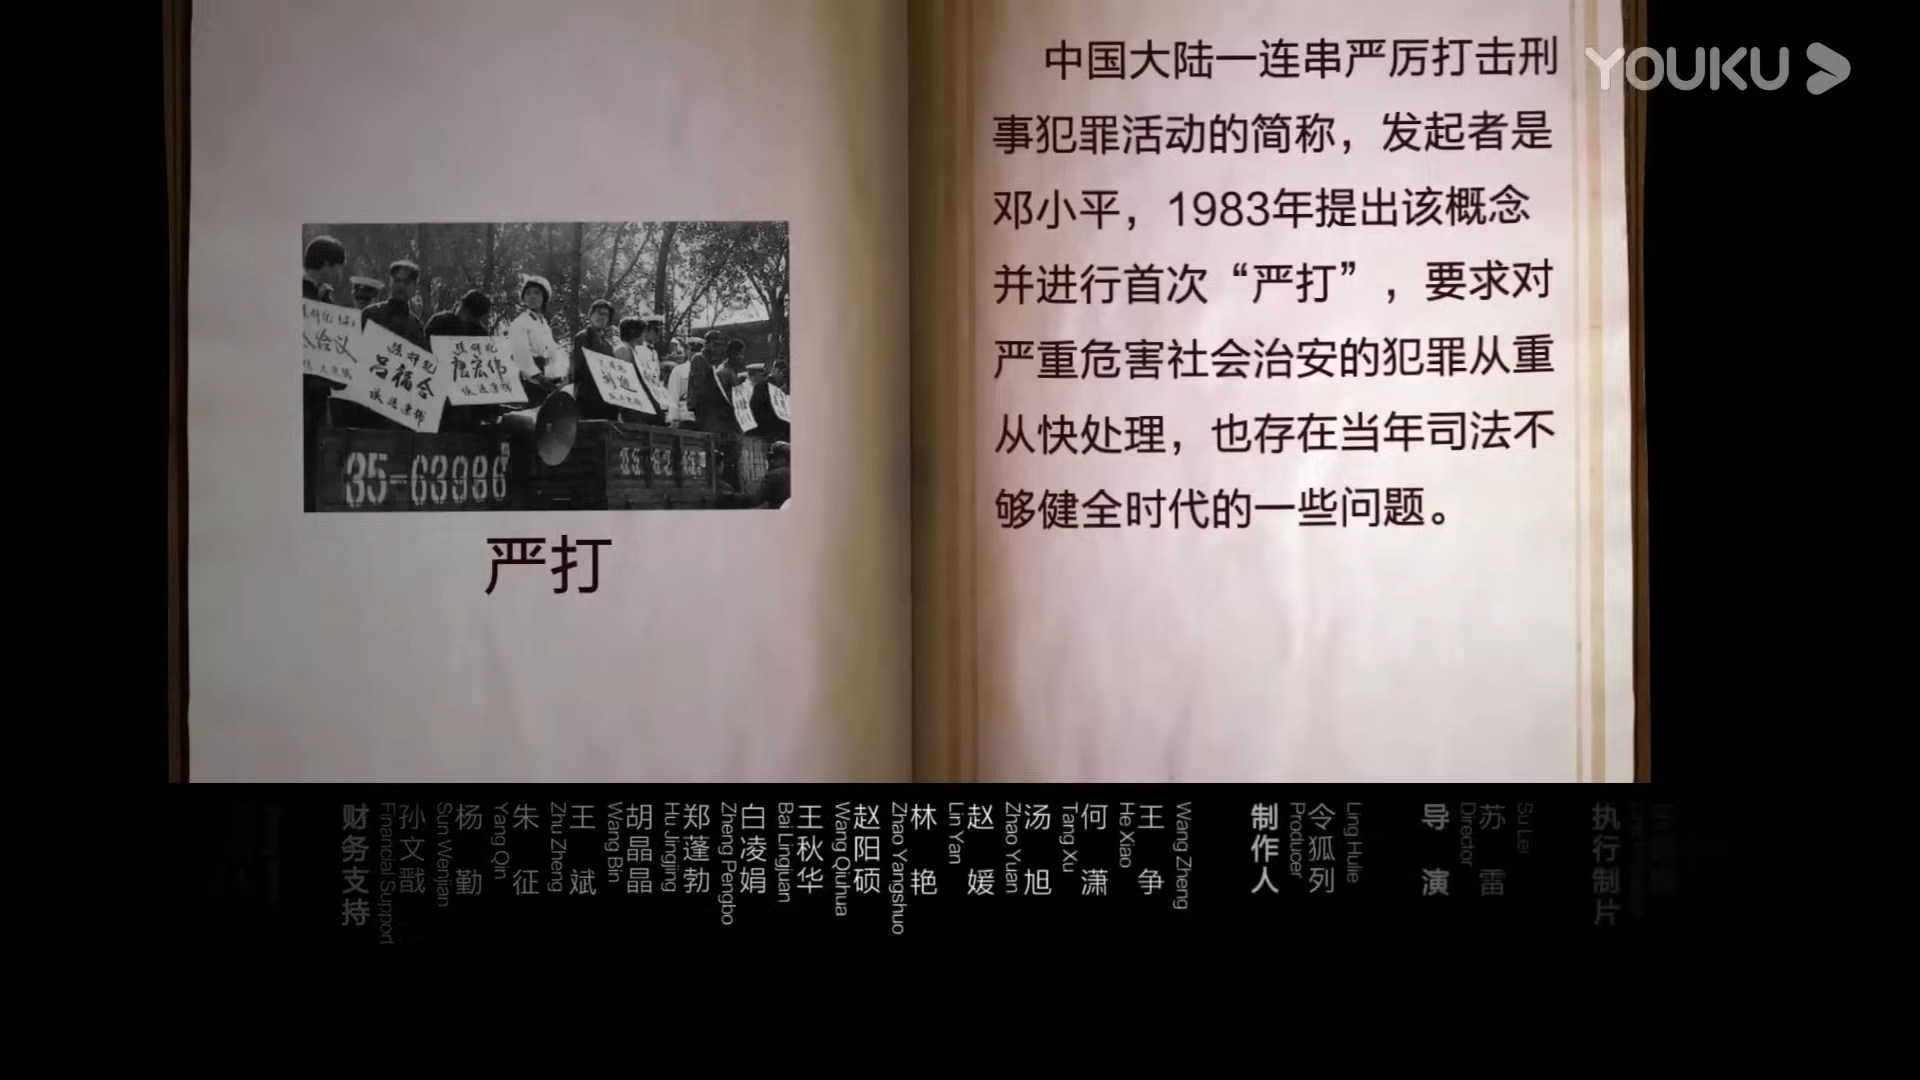 中国大陆一连串严厉打击刑
事犯罪活动的简称，发起者是
邓小平，1983年提出该概念
并进行首次“严打”，要求对
严重危害社会治安的犯罪从重
从快处理，也存在当年司法不
够健全时代的一些问题。
YOUKU
吕福合
唐宏伟
35-63986
严打
财务支持
Financial Support
孙文戬
Sun Wenjian
杨勤
Yang Qin
朱征
Zhu Zheng
王斌
Wang Bin
胡晶晶
Hu Jingjing
郑蓬勃
Zheng Pengbo
白凌娟
Bai Lingjuan
王秋华
Wang Qiuhua
赵阳硕
Zhao Yangshuo
林艳
Lin Yan
赵媛
Zhao Yuan
汤旭
Tang Xu
何潇
He Xiao
王争
Wang Zheng
制作人
Producer
令狐列
Ling Hulie
导演
Director
苏雷
Su Lei
执行制片